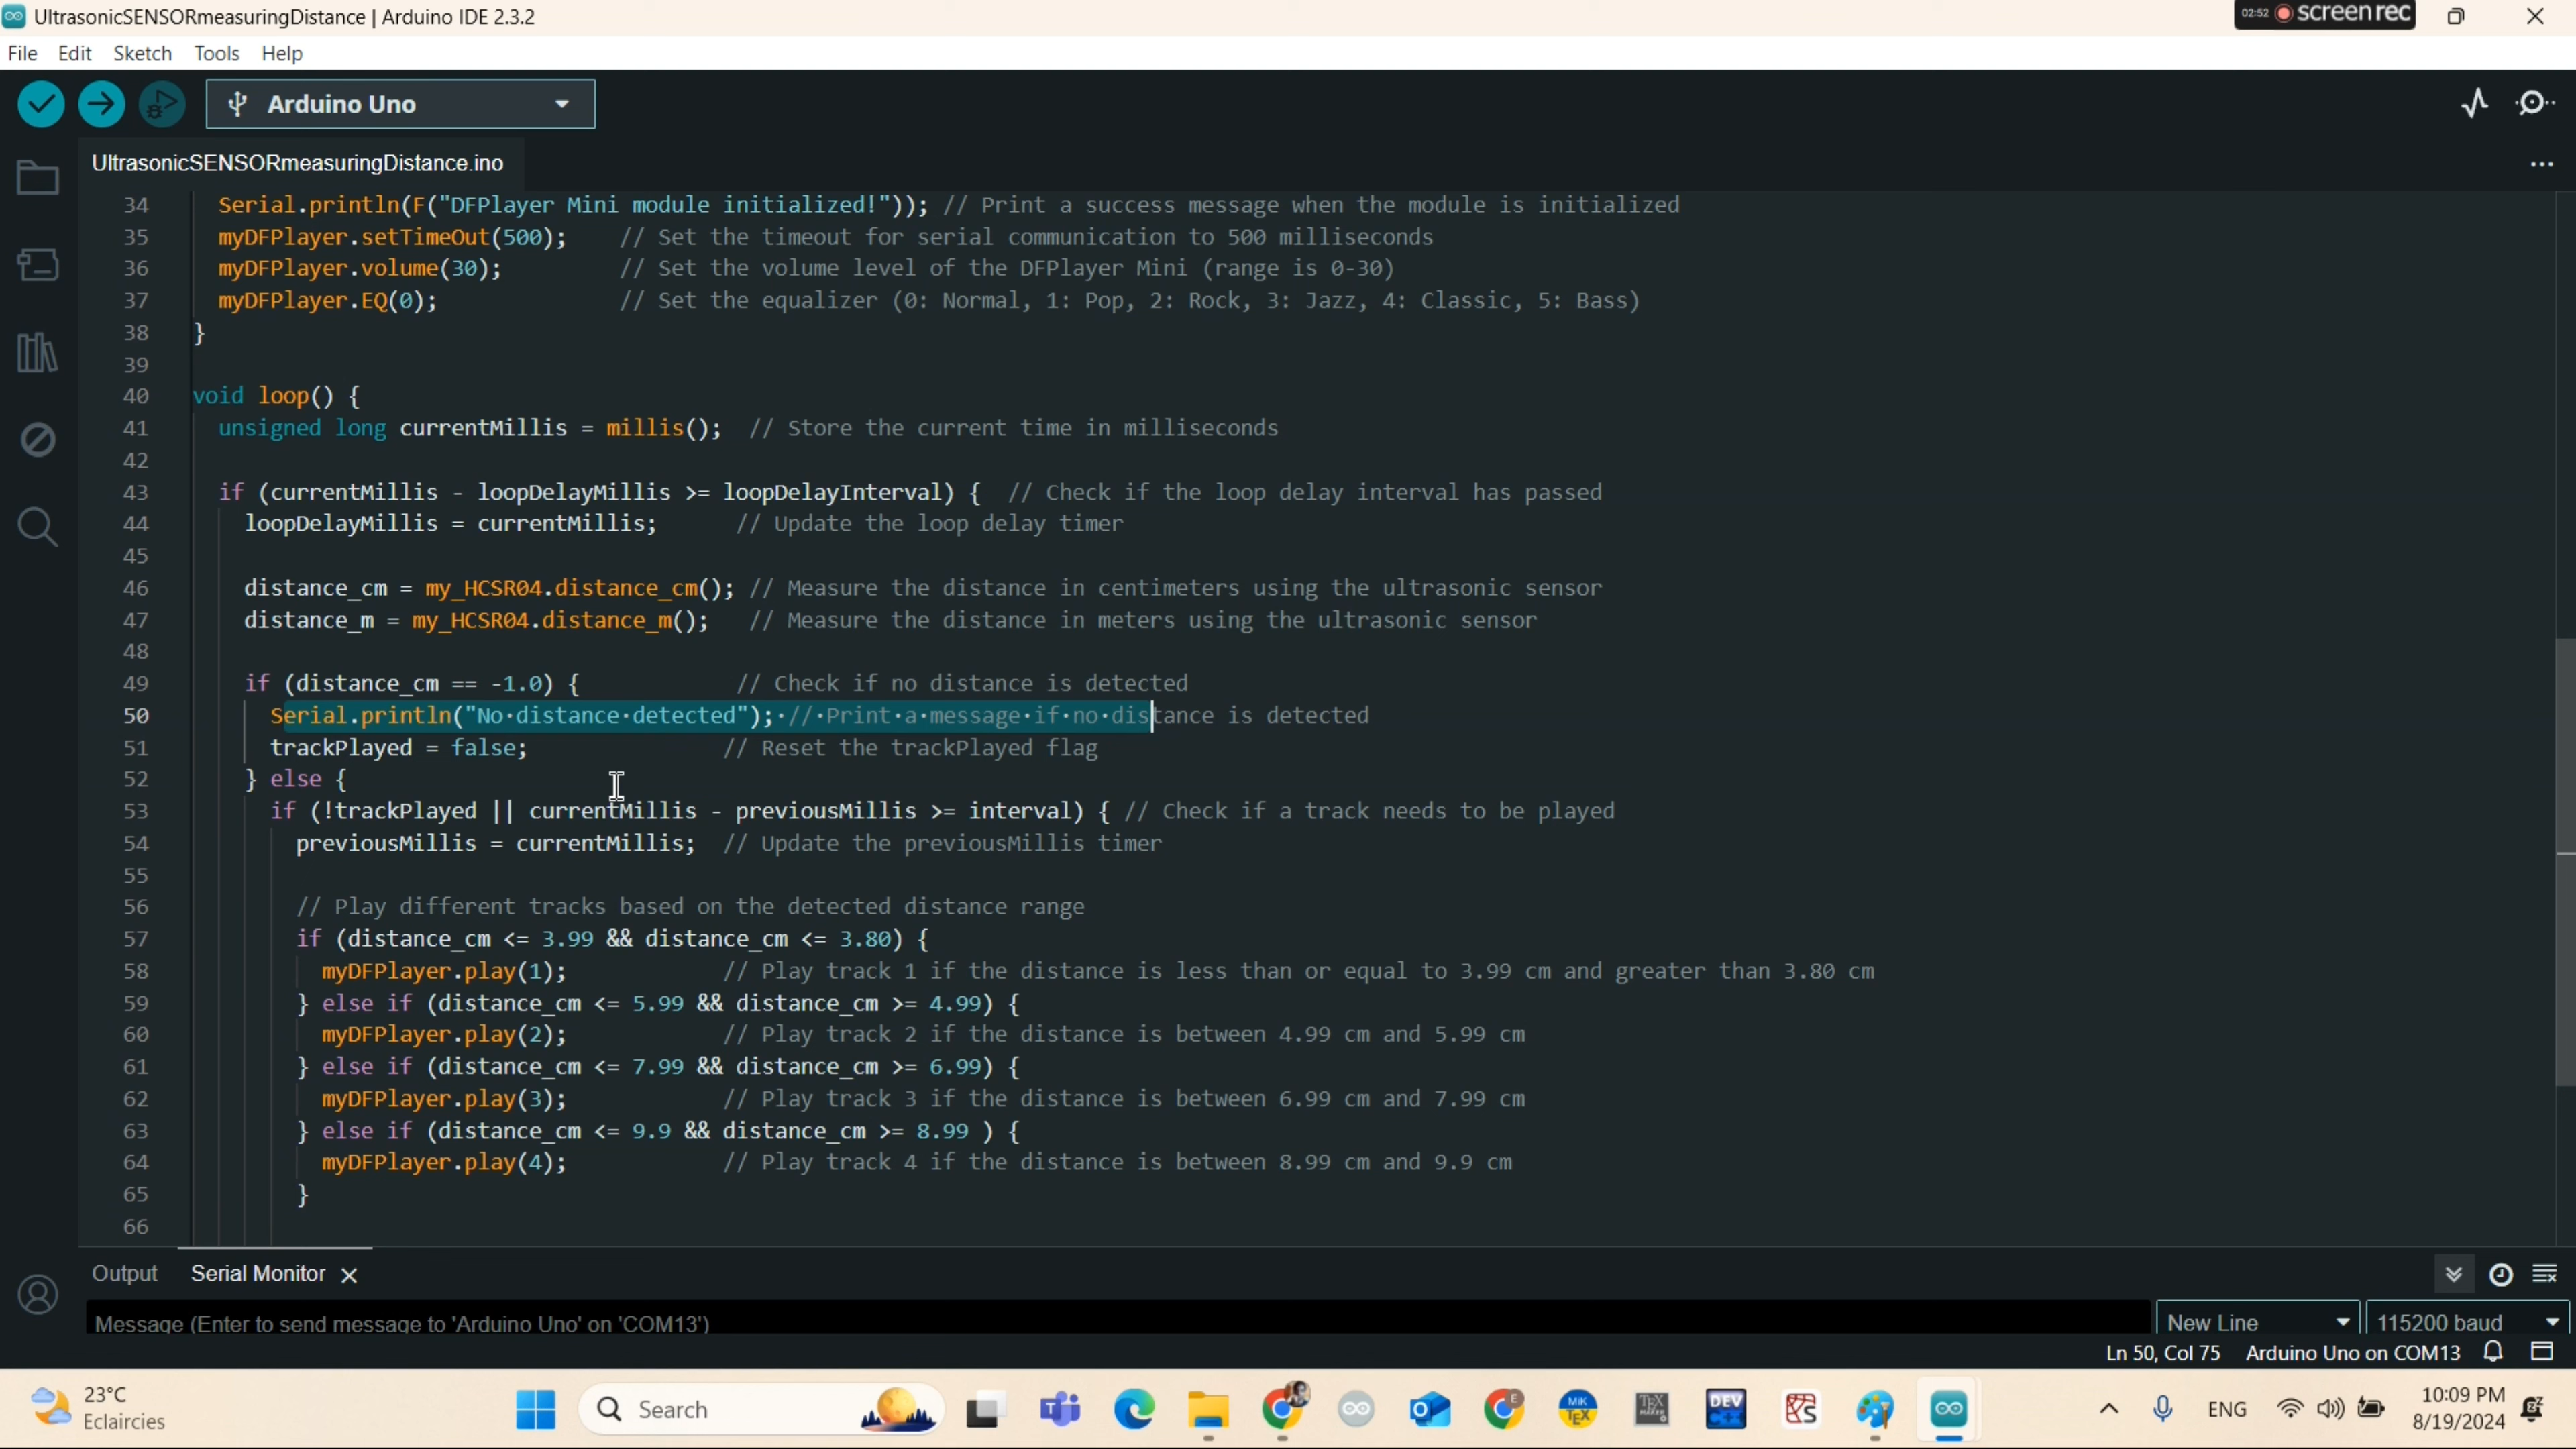 UltrasonicSENSORmeasuringDistance | Arduino IDE 2.3.2
02:52 screenrec
File Edit Sketch Tools Help
Arduino Uno
UltrasonicSENSORmeasuringDistance.ino
34 Serial.println(F("DFPlayer Mini module initialized!")); // Print a success message when the module is initialized
35 myDFPlayer.setTimeOut(500); // Set the timeout for serial communication to 500 milliseconds
36 myDFPlayer.volume(30); // Set the volume level of the DFPlayer Mini (range is 0-30)
37 myDFPlayer.EQ(0); // Set the equalizer (0: Normal, 1: Pop, 2: Rock, 3: Jazz, 4: Classic, 5: Bass)
38 }
39
40 void loop() {
41 unsigned long currentMillis = millis(); // Store the current time in milliseconds
42
43 if (currentMillis - loopDelayMillis >= loopDelayInterval) { // Check if the loop delay interval has passed
44 loopDelayMillis = currentMillis; // Update the loop delay timer
45
46 distance_cm = my_HCSR04.distance_cm(); // Measure the distance in centimeters using the ultrasonic sensor
47 distance_m = my_HCSR04.distance_m(); // Measure the distance in meters using the ultrasonic sensor
48
49 if (distance_cm == -1.0) { // Check if no distance is detected
50 Serial.println("No·distance·detected");·//·Print·a·message·if·no·distance is detected
51 trackPlayed = false; // Reset the trackPlayed flag
52 } else {
53 if (!trackPlayed || currentMillis - previousMillis >= interval) { // Check if a track needs to be played
54 previousMillis = currentMillis; // Update the previousMillis timer
55
56 // Play different tracks based on the detected distance range
57 if (distance_cm <= 3.99 && distance_cm <= 3.80) {
58 myDFPlayer.play(1); // Play track 1 if the distance is less than or equal to 3.99 cm and greater than 3.80 cm
59 } else if (distance_cm <= 5.99 && distance_cm >= 4.99) {
60 myDFPlayer.play(2); // Play track 2 if the distance is between 4.99 cm and 5.99 cm
61 } else if (distance_cm <= 7.99 && distance_cm >= 6.99) {
62 myDFPlayer.play(3); // Play track 3 if the distance is between 6.99 cm and 7.99 cm
63 } else if (distance_cm <= 9.9 && distance_cm >= 8.99 ) {
64 myDFPlayer.play(4); // Play track 4 if the distance is between 8.99 cm and 9.9 cm
65 }
66
Output Serial Monitor
Message (Enter to send message to 'Arduino Uno' on 'COM13')
New Line 115200 baud
Ln 50, Col 75 Arduino Uno on COM13
23°C
Eclaircies
Search
T
MiK
TEX
TEX
MAKER
DEV
C++
ENG
10:09 PM
8/19/2024